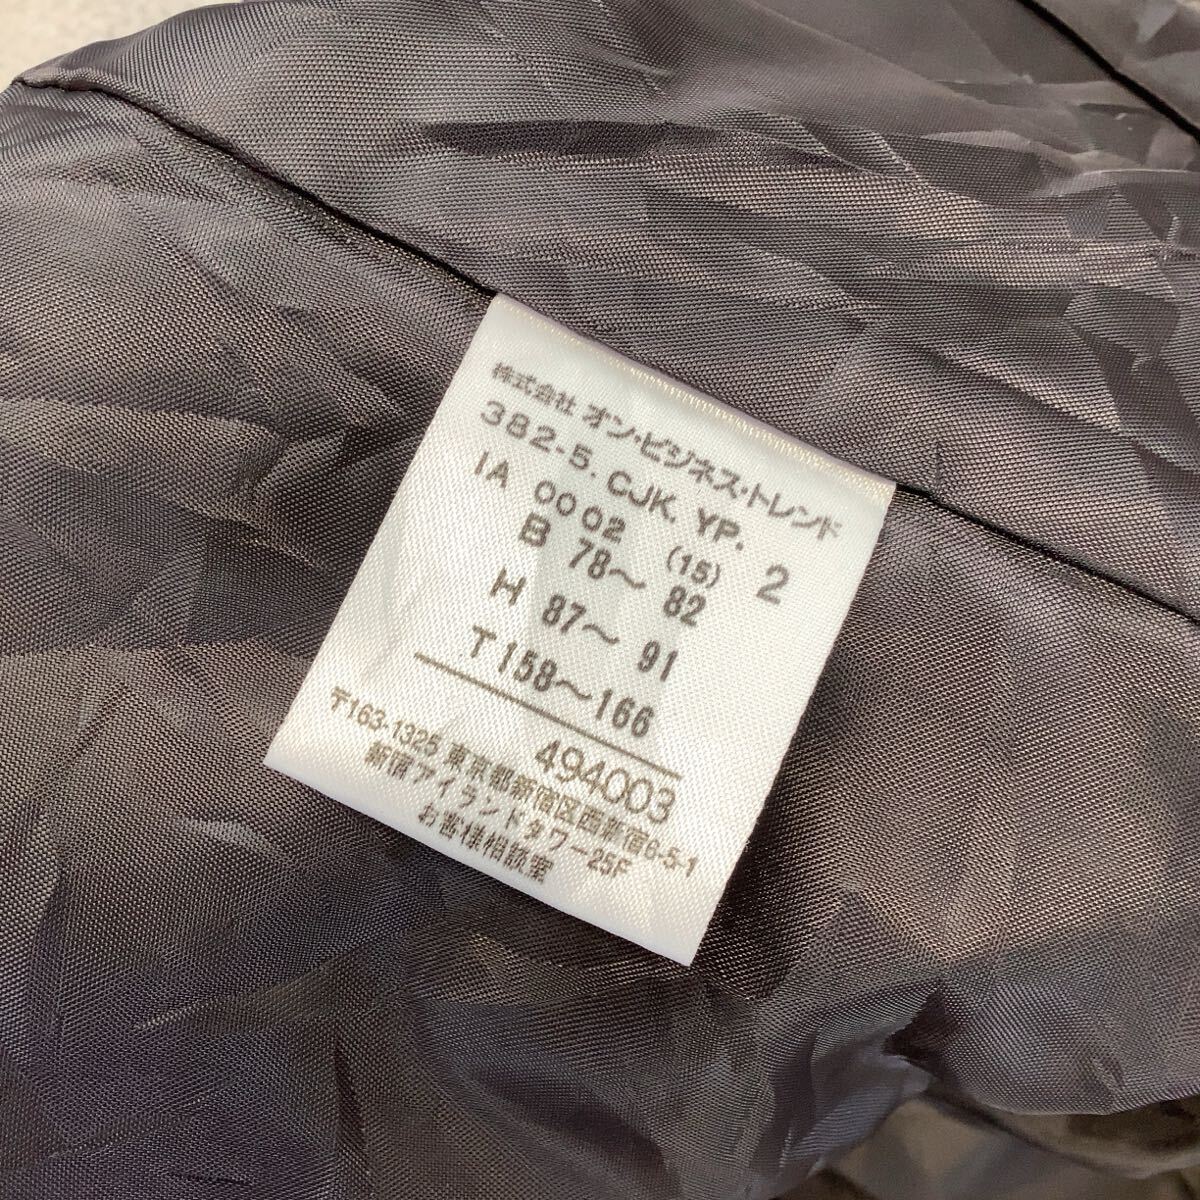 株式会社 オン・ビジネス・トレンド
382-5. CJK. YP.
IA 0002 (15) 2
B 78～ 82
H 87～ 91
T 158～166
494003
〒163-1325 東京都新宿区西新宿6-5-1
新宿アイランドタワー25F
お客様相談室